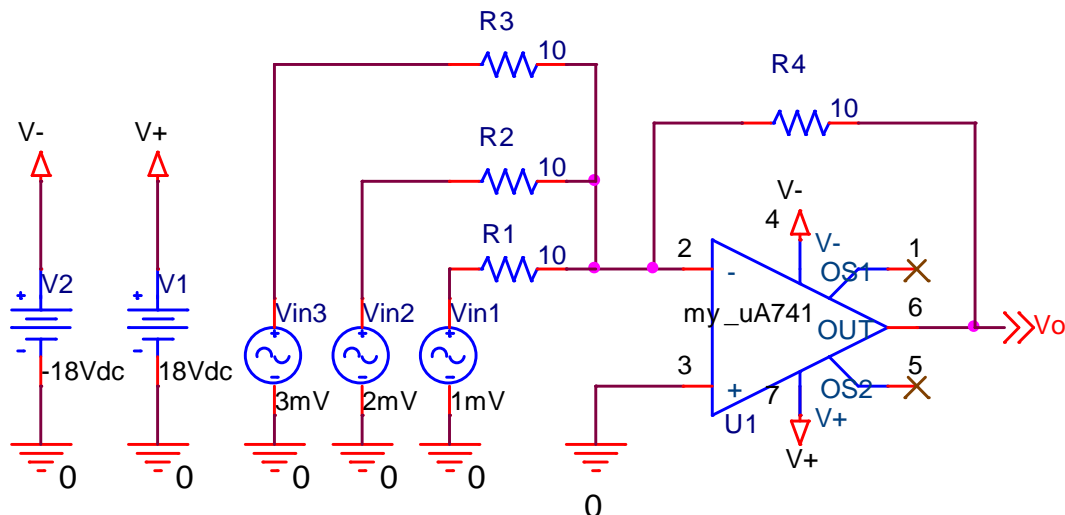 R3
10
R4
10
V-
V+
R2
10
V-
4
R1
10
2
-
V-
OS1
1
V2
V1
Vin3
Vin2
Vin1
my_uA741
OUT
6
Vo
-18Vdc
18Vdc
3mV
2mV
1mV
3
+
7
OS2
5
U1
V+
V+
0
0
0
0
0
0